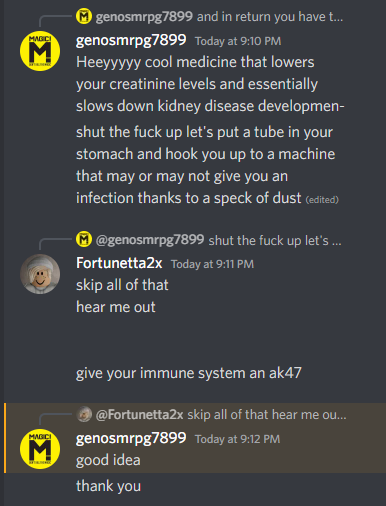 genosmrpg7899 and in return you have t...
genosmrpg7899 Today at 9:10 PM
Heeyyyyy cool medicine that lowers
your creatinine levels and essentially
slows down kidney disease developmen-
shut the fuck up let's put a tube in your
stomach and hook you up to a machine
that may or may not give you an
infection thanks to a speck of dust (edited)
@genosmrpg7899 shut the fuck up let's ...
Fortunetta2x Today at 9:11 PM
skip all of that
hear me out
give your immune system an ak47
@Fortunetta2x skip all of that hear me ou...
MAGIC!
M
genosmrpg7899 Today at 9:12 PM
good idea
thank you